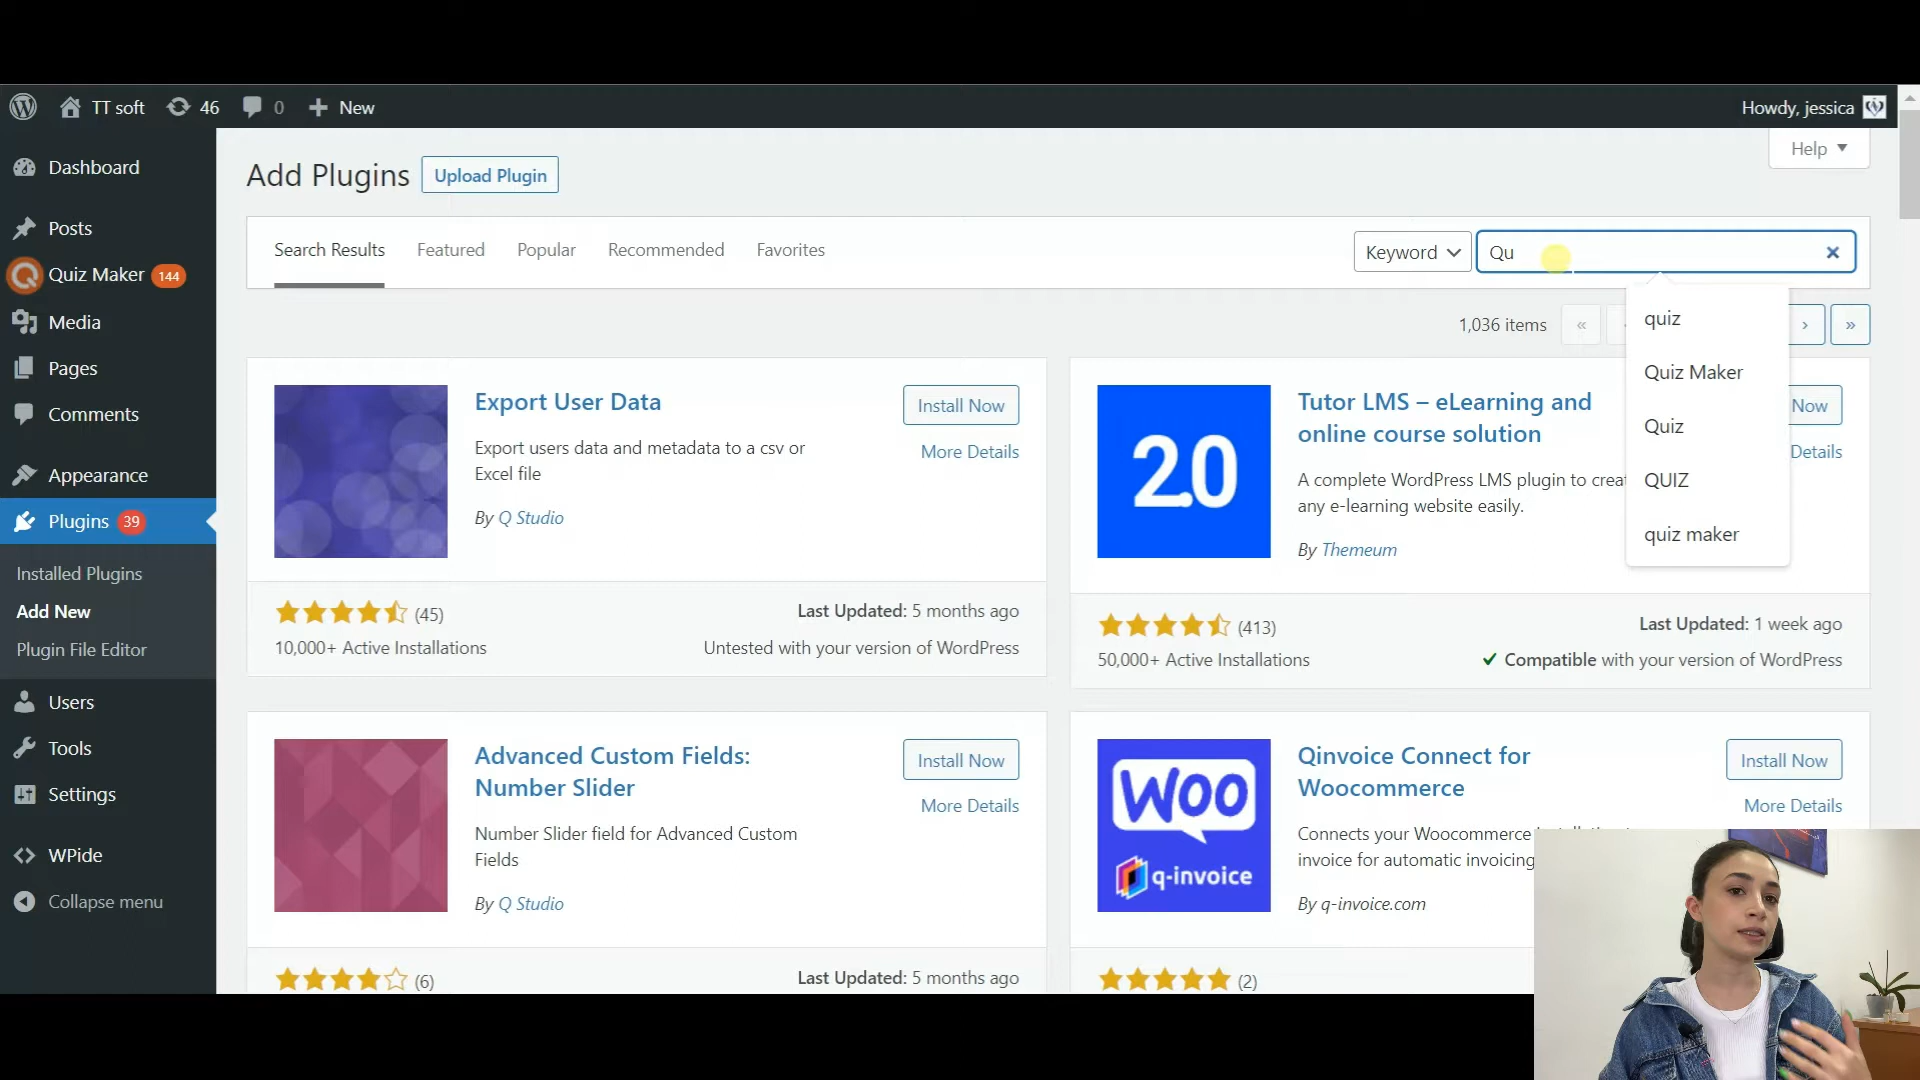 TT soft
46
0
New
Howdy, jessica
Dashboard
Posts
Quiz Maker 144
Media
Pages
Comments
Appearance
Plugins 39
Installed Plugins
Add New
Plugin File Editor
Users
Tools
Settings
WPide
Collapse menu
Help
Add Plugins
Upload Plugin
Search Results
Featured
Popular
Recommended
Favorites
Keyword
Qu
quiz
Quiz Maker
Quiz
QUIZ
quiz maker
1,036 items
«
›
»
Export User Data
Install Now
More Details
Export users data and metadata to a csv or
Excel file
By Q Studio
(45)
10,000+ Active Installations
Last Updated: 5 months ago
Untested with your version of WordPress
2.0
Tutor LMS – eLearning and
online course solution
Now
Details
A complete WordPress LMS plugin to creat
any e-learning website easily.
By Themeum
(413)
50,000+ Active Installations
Last Updated: 1 week ago
Compatible with your version of WordPress
Advanced Custom Fields:
Number Slider
Install Now
More Details
Number Slider field for Advanced Custom
Fields
By Q Studio
(6)
Last Updated: 5 months ago
Woo
q-invoice
Qinvoice Connect for
Woocommerce
Install Now
More Details
Connects your Woocommerce
invoice for automatic invoicing
By q-invoice.com
(2)